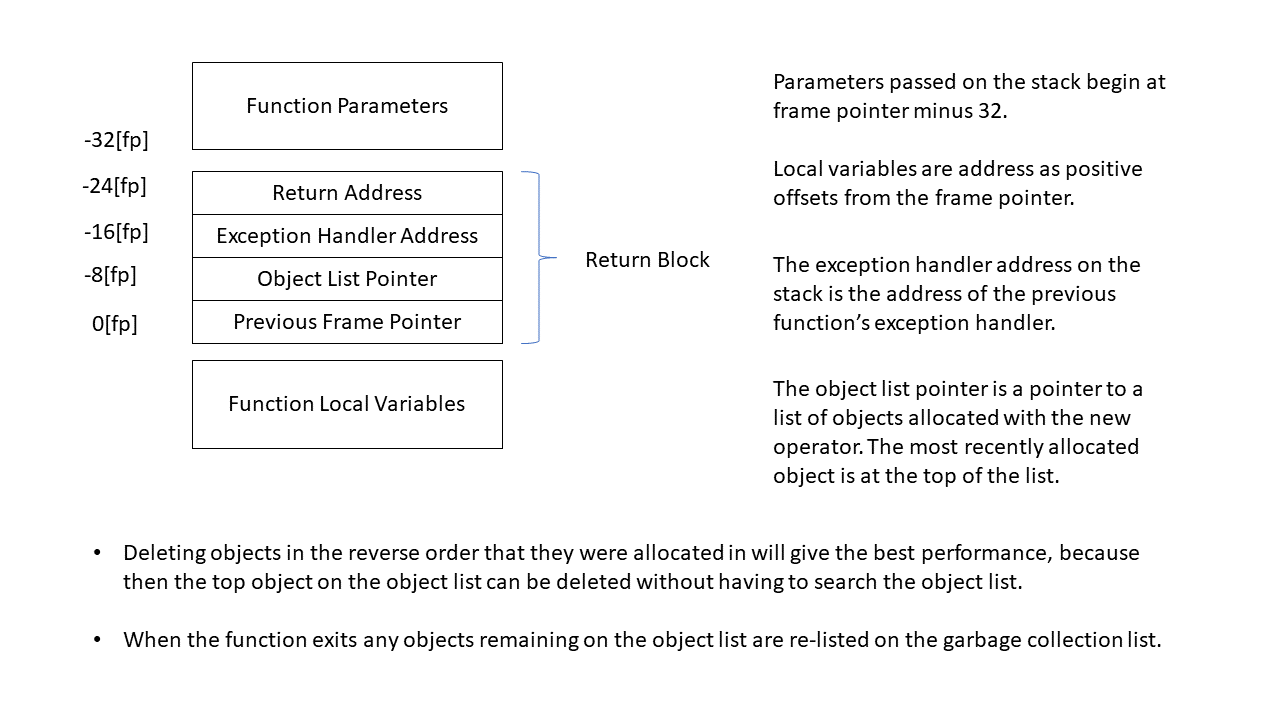 Function Parameters
-32[fp]
-24[fp]
Return Address
-16[fp]
Exception Handler Address
-8[fp]
Object List Pointer
0[fp]
Previous Frame Pointer
Return Block
Function Local Variables
Parameters passed on the stack begin at
frame pointer minus 32.
Local variables are address as positive
offsets from the frame pointer.
The exception handler address on the
stack is the address of the previous
function’s exception handler.
The object list pointer is a pointer to a
list of objects allocated with the new
operator. The most recently allocated
object is at the top of the list.
• Deleting objects in the reverse order that they were allocated in will give the best performance, because
then the top object on the object list can be deleted without having to search the object list.
• When the function exits any objects remaining on the object list are re-listed on the garbage collection list.